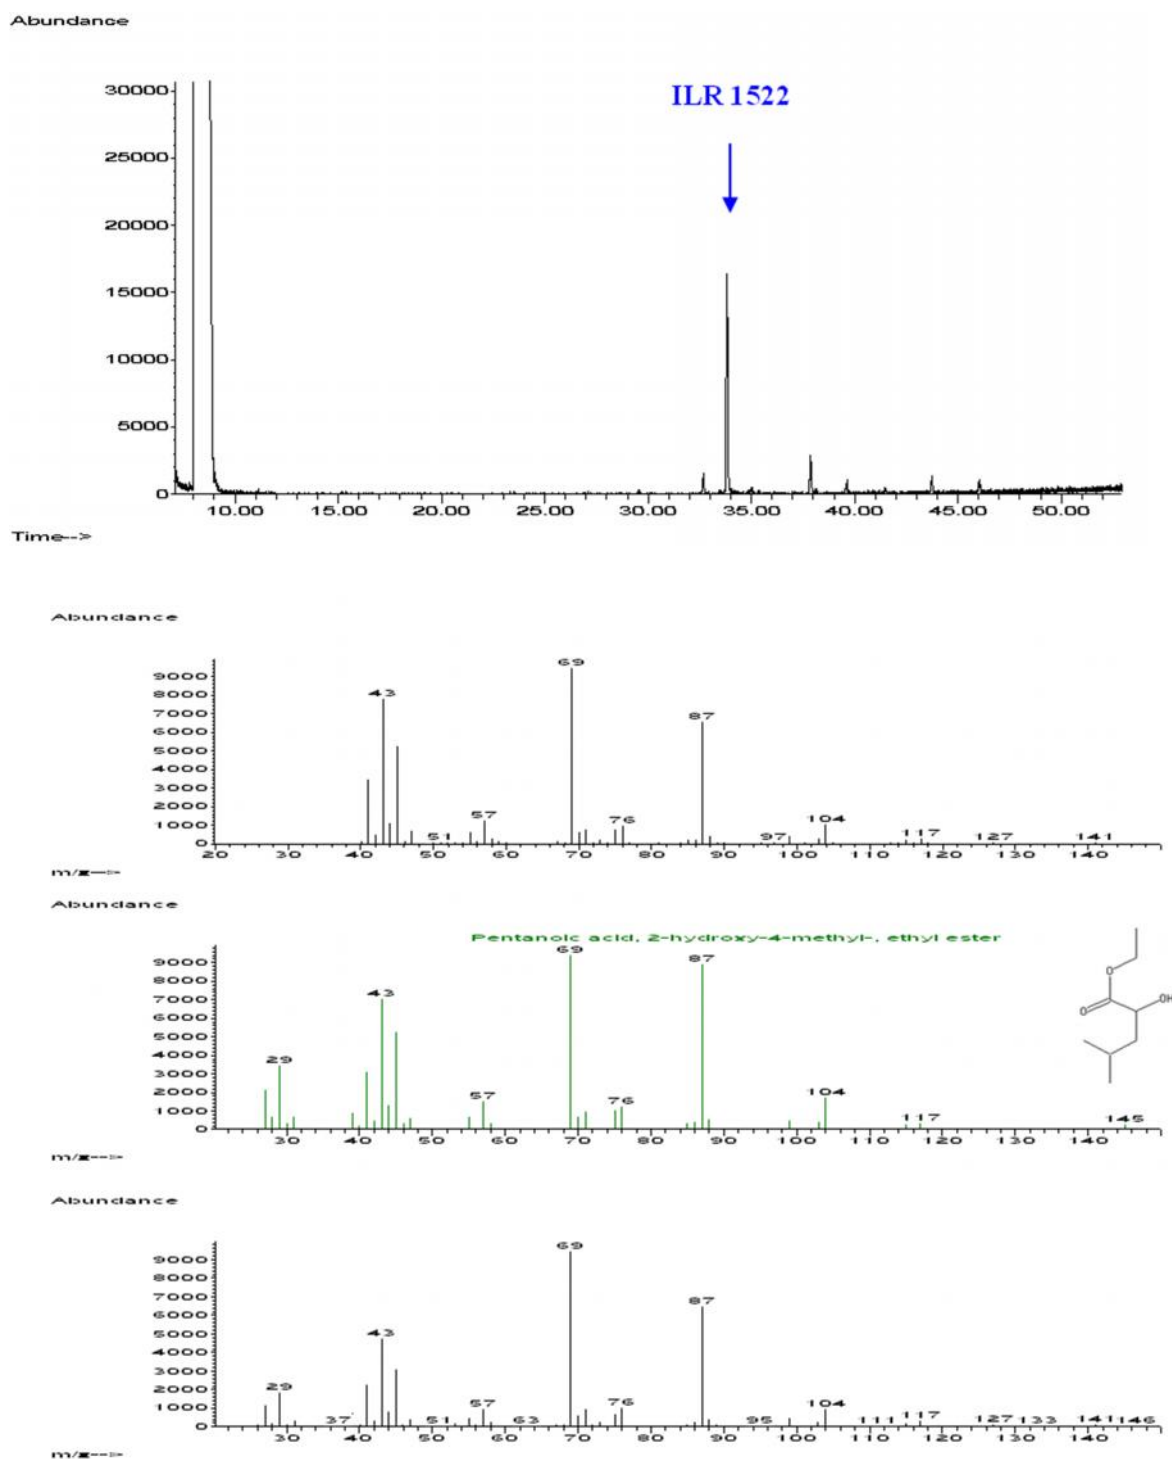 Abundance
ILR 1522
30000
25000
20000
15000
10000
5000
0
10.00 15.00 20.00 25.00 30.00 35.00 40.00 45.00 50.00
Time-->
Abundance
69
9000
8000 43
7000 87
6000
5000
4000
3000
2000 57
1000 51 76 97 104 117 127 141
0
20 30 40 50 60 70 80 90 100 110 120 130 140
m/z-->
Abundance
Pentanoic acid, 2-hydroxy-4-methyl-, ethyl ester
69
9000 87
8000 43
7000
6000
5000
4000 29
3000
2000 57 76 104
1000 117 145
0
30 40 50 60 70 80 90 100 110 120 130 140
m/z-->
O
O
OH
Abundance
69
9000
8000
7000 87
6000
5000 43
4000
3000
2000 29
1000 57 76 104
0 37 51 63 95 111 117 127 133 141 146
30 40 50 60 70 80 90 100 110 120 130 140
m/z-->